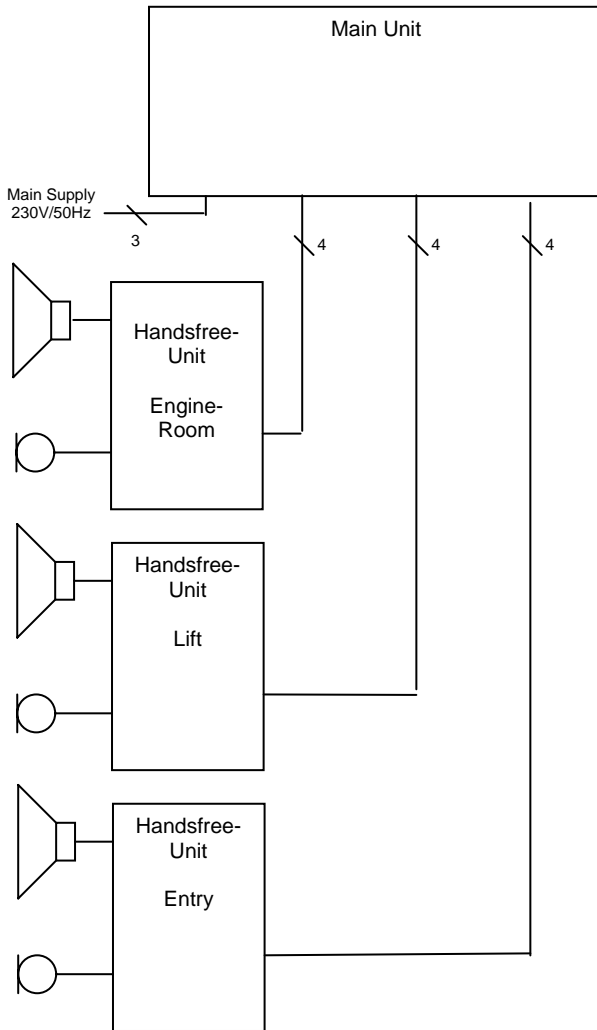 Main Unit
Main Supply
230V/50Hz
3
4
4
4
Handsfree-
Unit
Engine-
Room
Handsfree-
Unit
Lift
Handsfree-
Unit
Entry